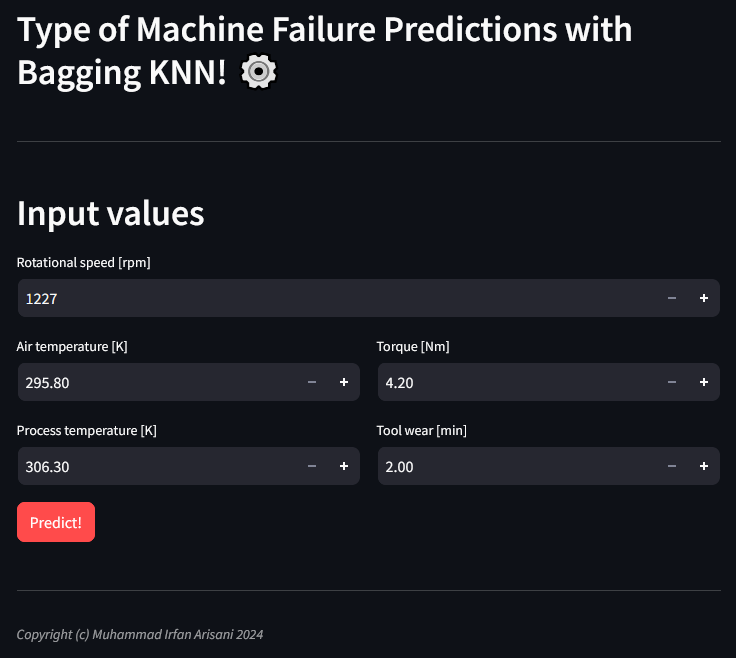 Type of Machine Failure Predictions with
Bagging KNN! ⚙️
Input values
Rotational speed [rpm]
1227
Air temperature [K]
Torque [Nm]
295.80
4.20
Process temperature [K]
Tool wear [min]
306.30
2.00
Predict!
Copyright (c) Muhammad Irfan Arisani 2024